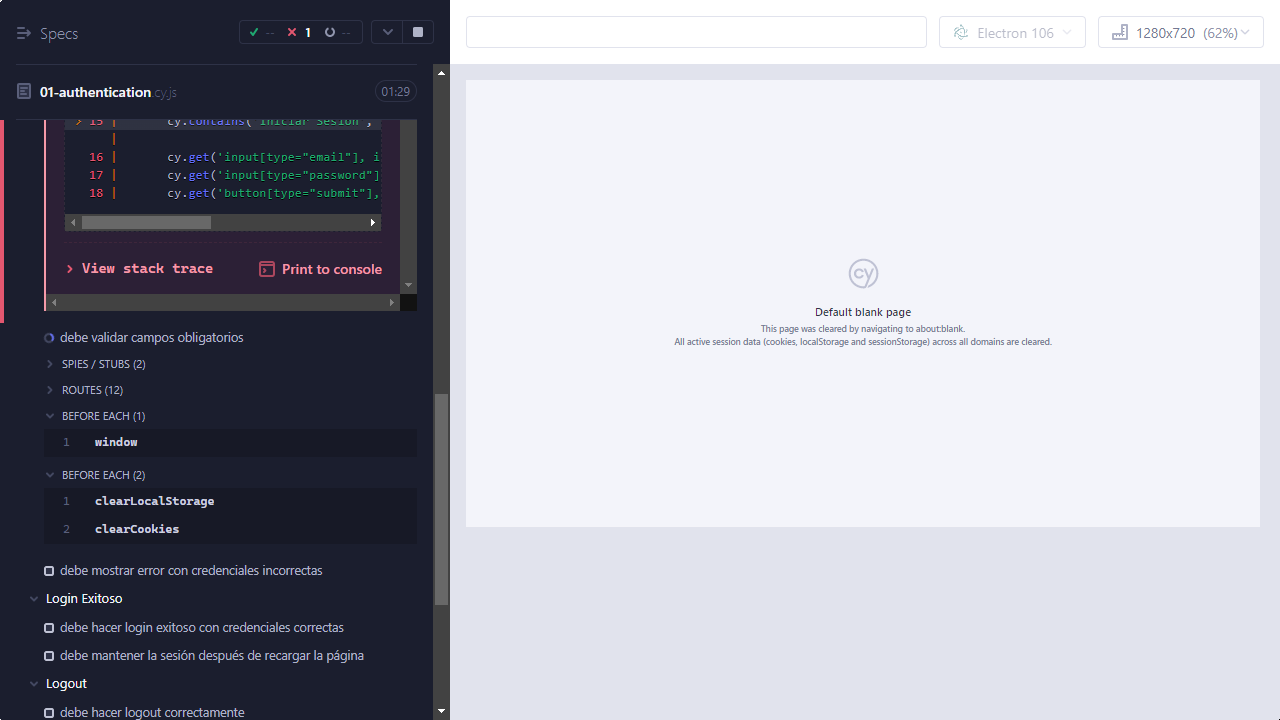 Specs
-- 1 --
Electron 106
1280x720 (62%)
01-authentication.cy.js
01:29
> 15 | cy.contains('Iniciar Sesión',
|
16 | cy.get('input[type="email"], i
17 | cy.get('input[type="password"]
18 | cy.get('button[type="submit"],
View stack trace
Print to console
debe validar campos obligatorios
SPIES / STUBS (2)
ROUTES (12)
BEFORE EACH (1)
1 window
BEFORE EACH (2)
1 clearLocalStorage
2 clearCookies
debe mostrar error con credenciales incorrectas
Login Exitoso
debe hacer login exitoso con credenciales correctas
debe mantener la sesión después de recargar la página
Logout
debe hacer logout correctamente
cy
Default blank page
This page was cleared by navigating to about:blank.
All active session data (cookies, localStorage and sessionStorage) across all domains are cleared.